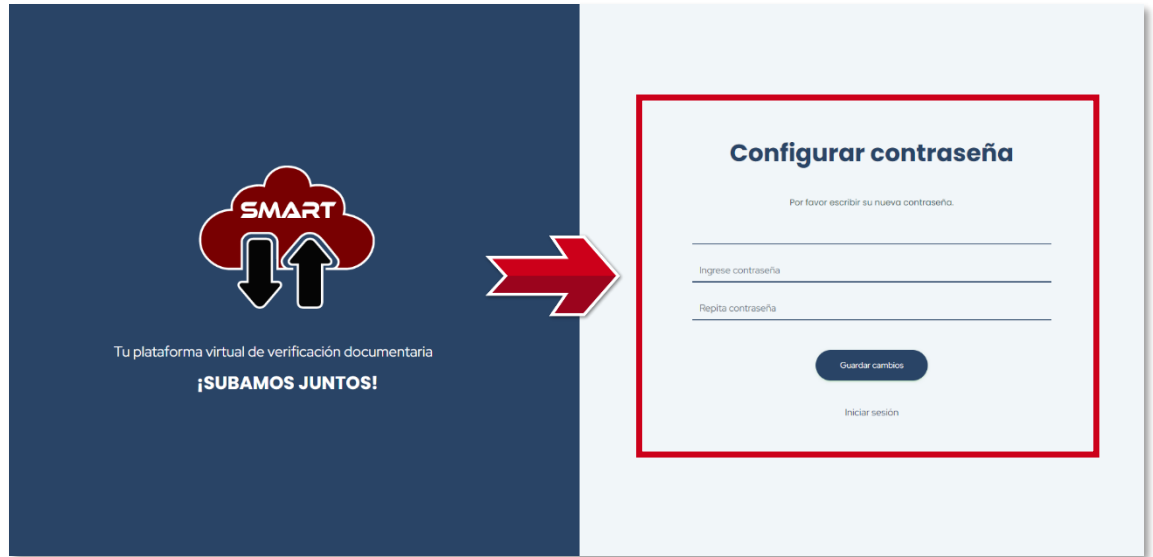 SMART
Tu plataforma virtual de verificación documentaria
¡SUBAMOS JUNTOS!
Configurar contraseña
Por favor escribir su nueva contraseña.
Ingrese contraseña
Repita contraseña
Guardar cambios
Iniciar sesión